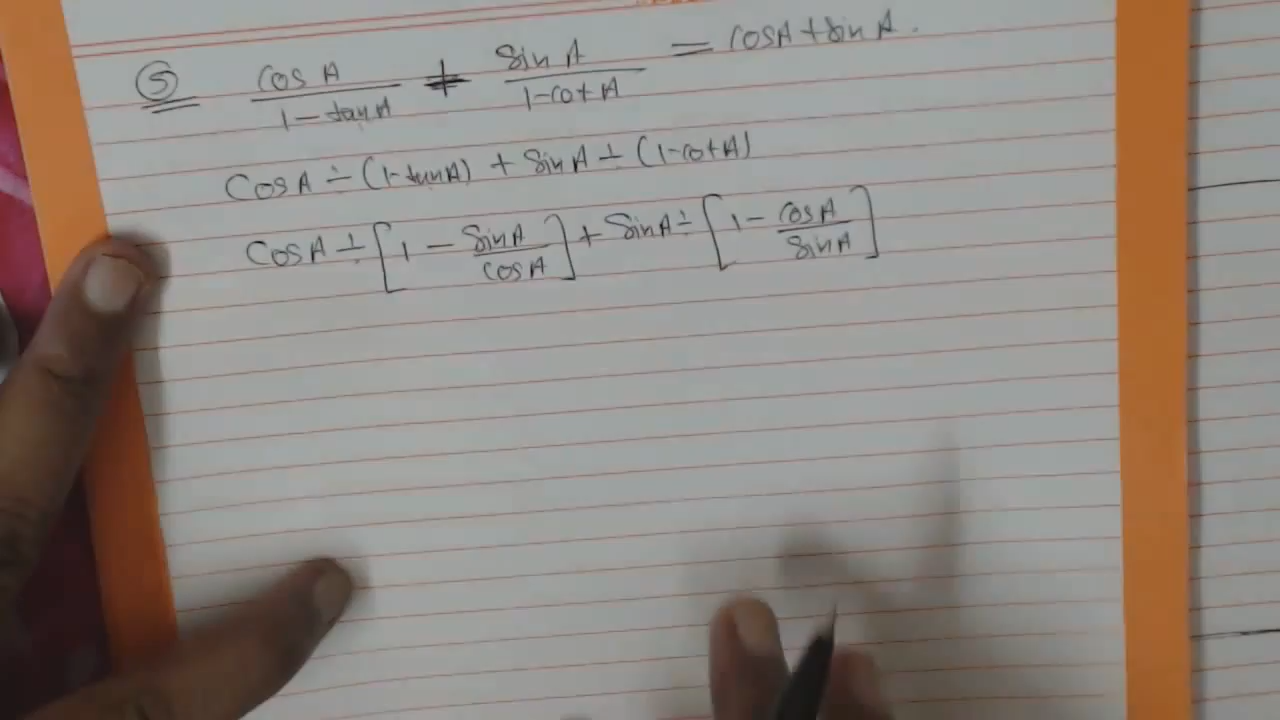 ⑤ cos A / 1 - tan A + sin A / 1 - cot A = cos A + sin A.
Cos A ÷ (1 - tan A) + sin A ÷ (1 - cot A)
Cos A ÷ [1 - sin A / cos A] + sin A ÷ [1 - cos A / sin A]